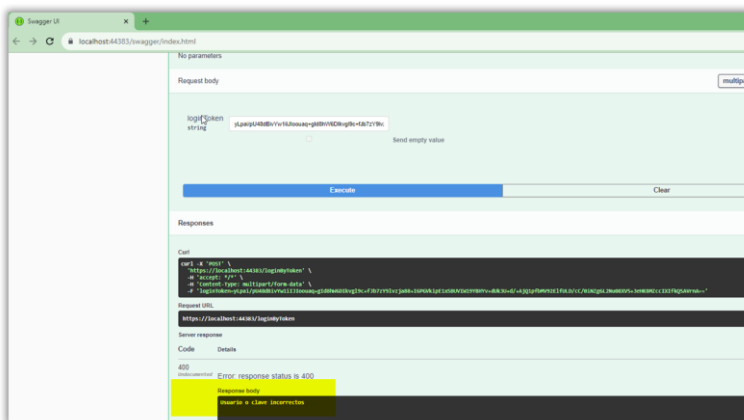 Swagger UI
localhost:44383/swagger/index.html
No parameters
Request body
loginToken
string
Send empty value
Execute
Clear
Responses
Curl
curl -X 'POST' \
'https://localhost:44383/loginByToken' \
-H 'accept: */*' \
-H 'Content-Type: multipart/form-data' \
Request URL
https://localhost:44383/loginByToken
Server response
Code Details
400
Undocumented
Error: response status is 400
Response body
Usuario o clave incorrectos